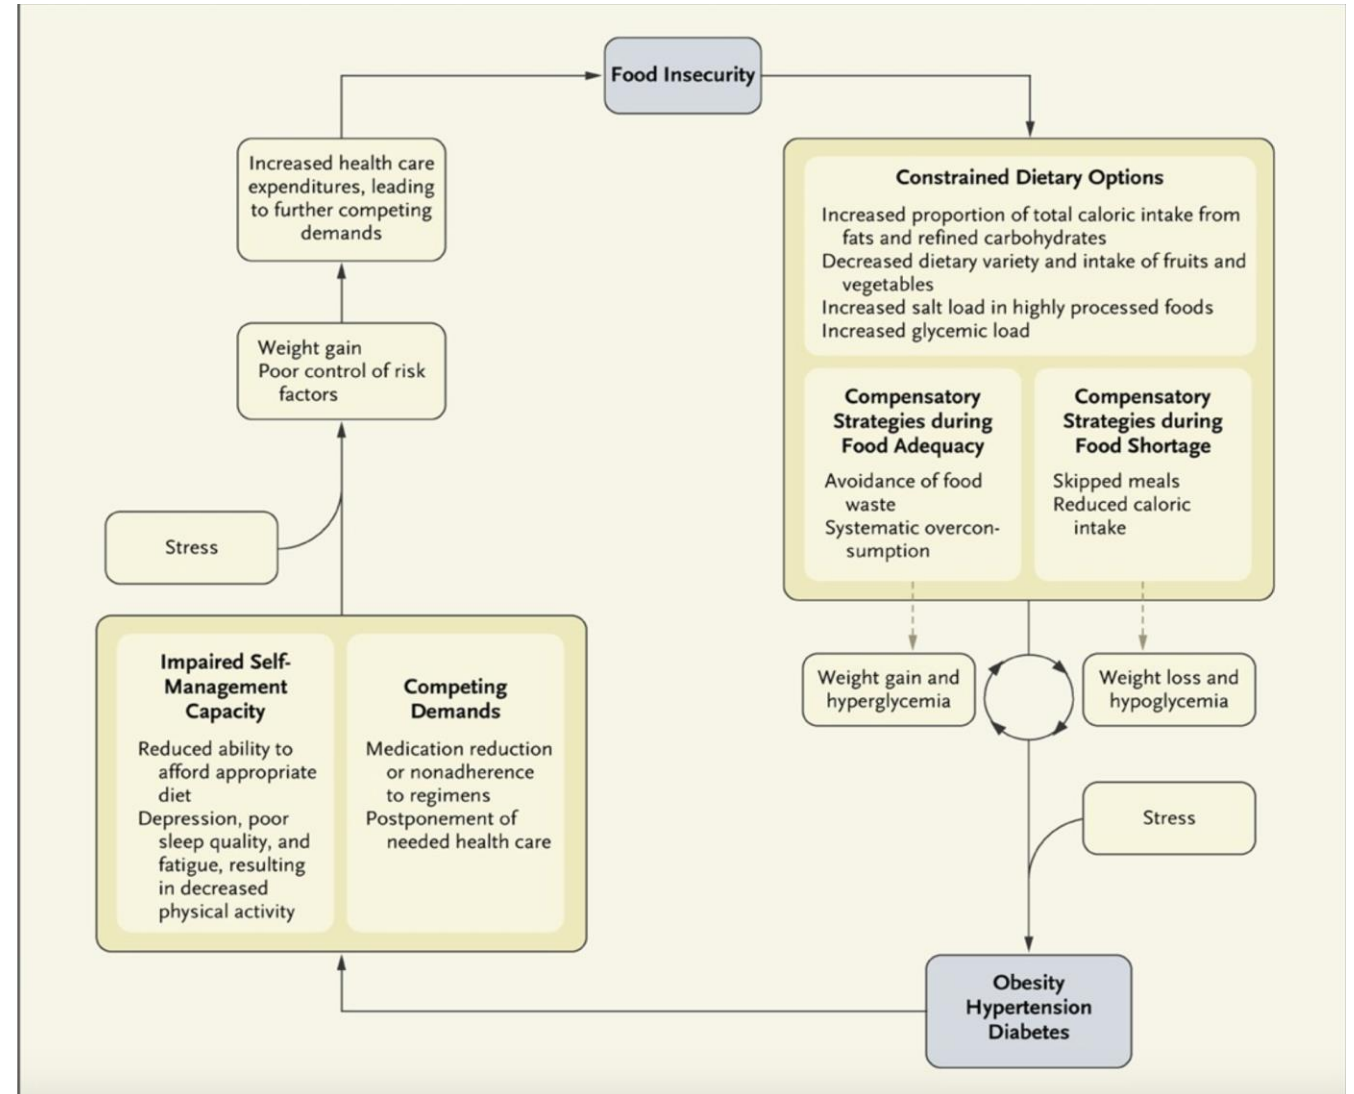 Food Insecurity
Increased health care
expenditures, leading
to further competing
demands
Weight gain
Poor control of risk
factors
Stress
Impaired Self-
Management
Capacity
Reduced ability to
afford appropriate
diet
Depression, poor
sleep quality, and
fatigue, resulting
in decreased
physical activity
Competing
Demands
Medication reduction
or nonadherence
to regimens
Postponement of
needed health care
Constrained Dietary Options
Increased proportion of total caloric intake from
fats and refined carbohydrates
Decreased dietary variety and intake of fruits and
vegetables
Increased salt load in highly processed foods
Increased glycemic load
Compensatory
Strategies during
Food Adequacy
Avoidance of food
waste
Systematic overcon-
sumption
Compensatory
Strategies during
Food Shortage
Skipped meals
Reduced caloric
intake
Weight gain and
hyperglycemia
Weight loss and
hypoglycemia
Stress
Obesity
Hypertension
Diabetes